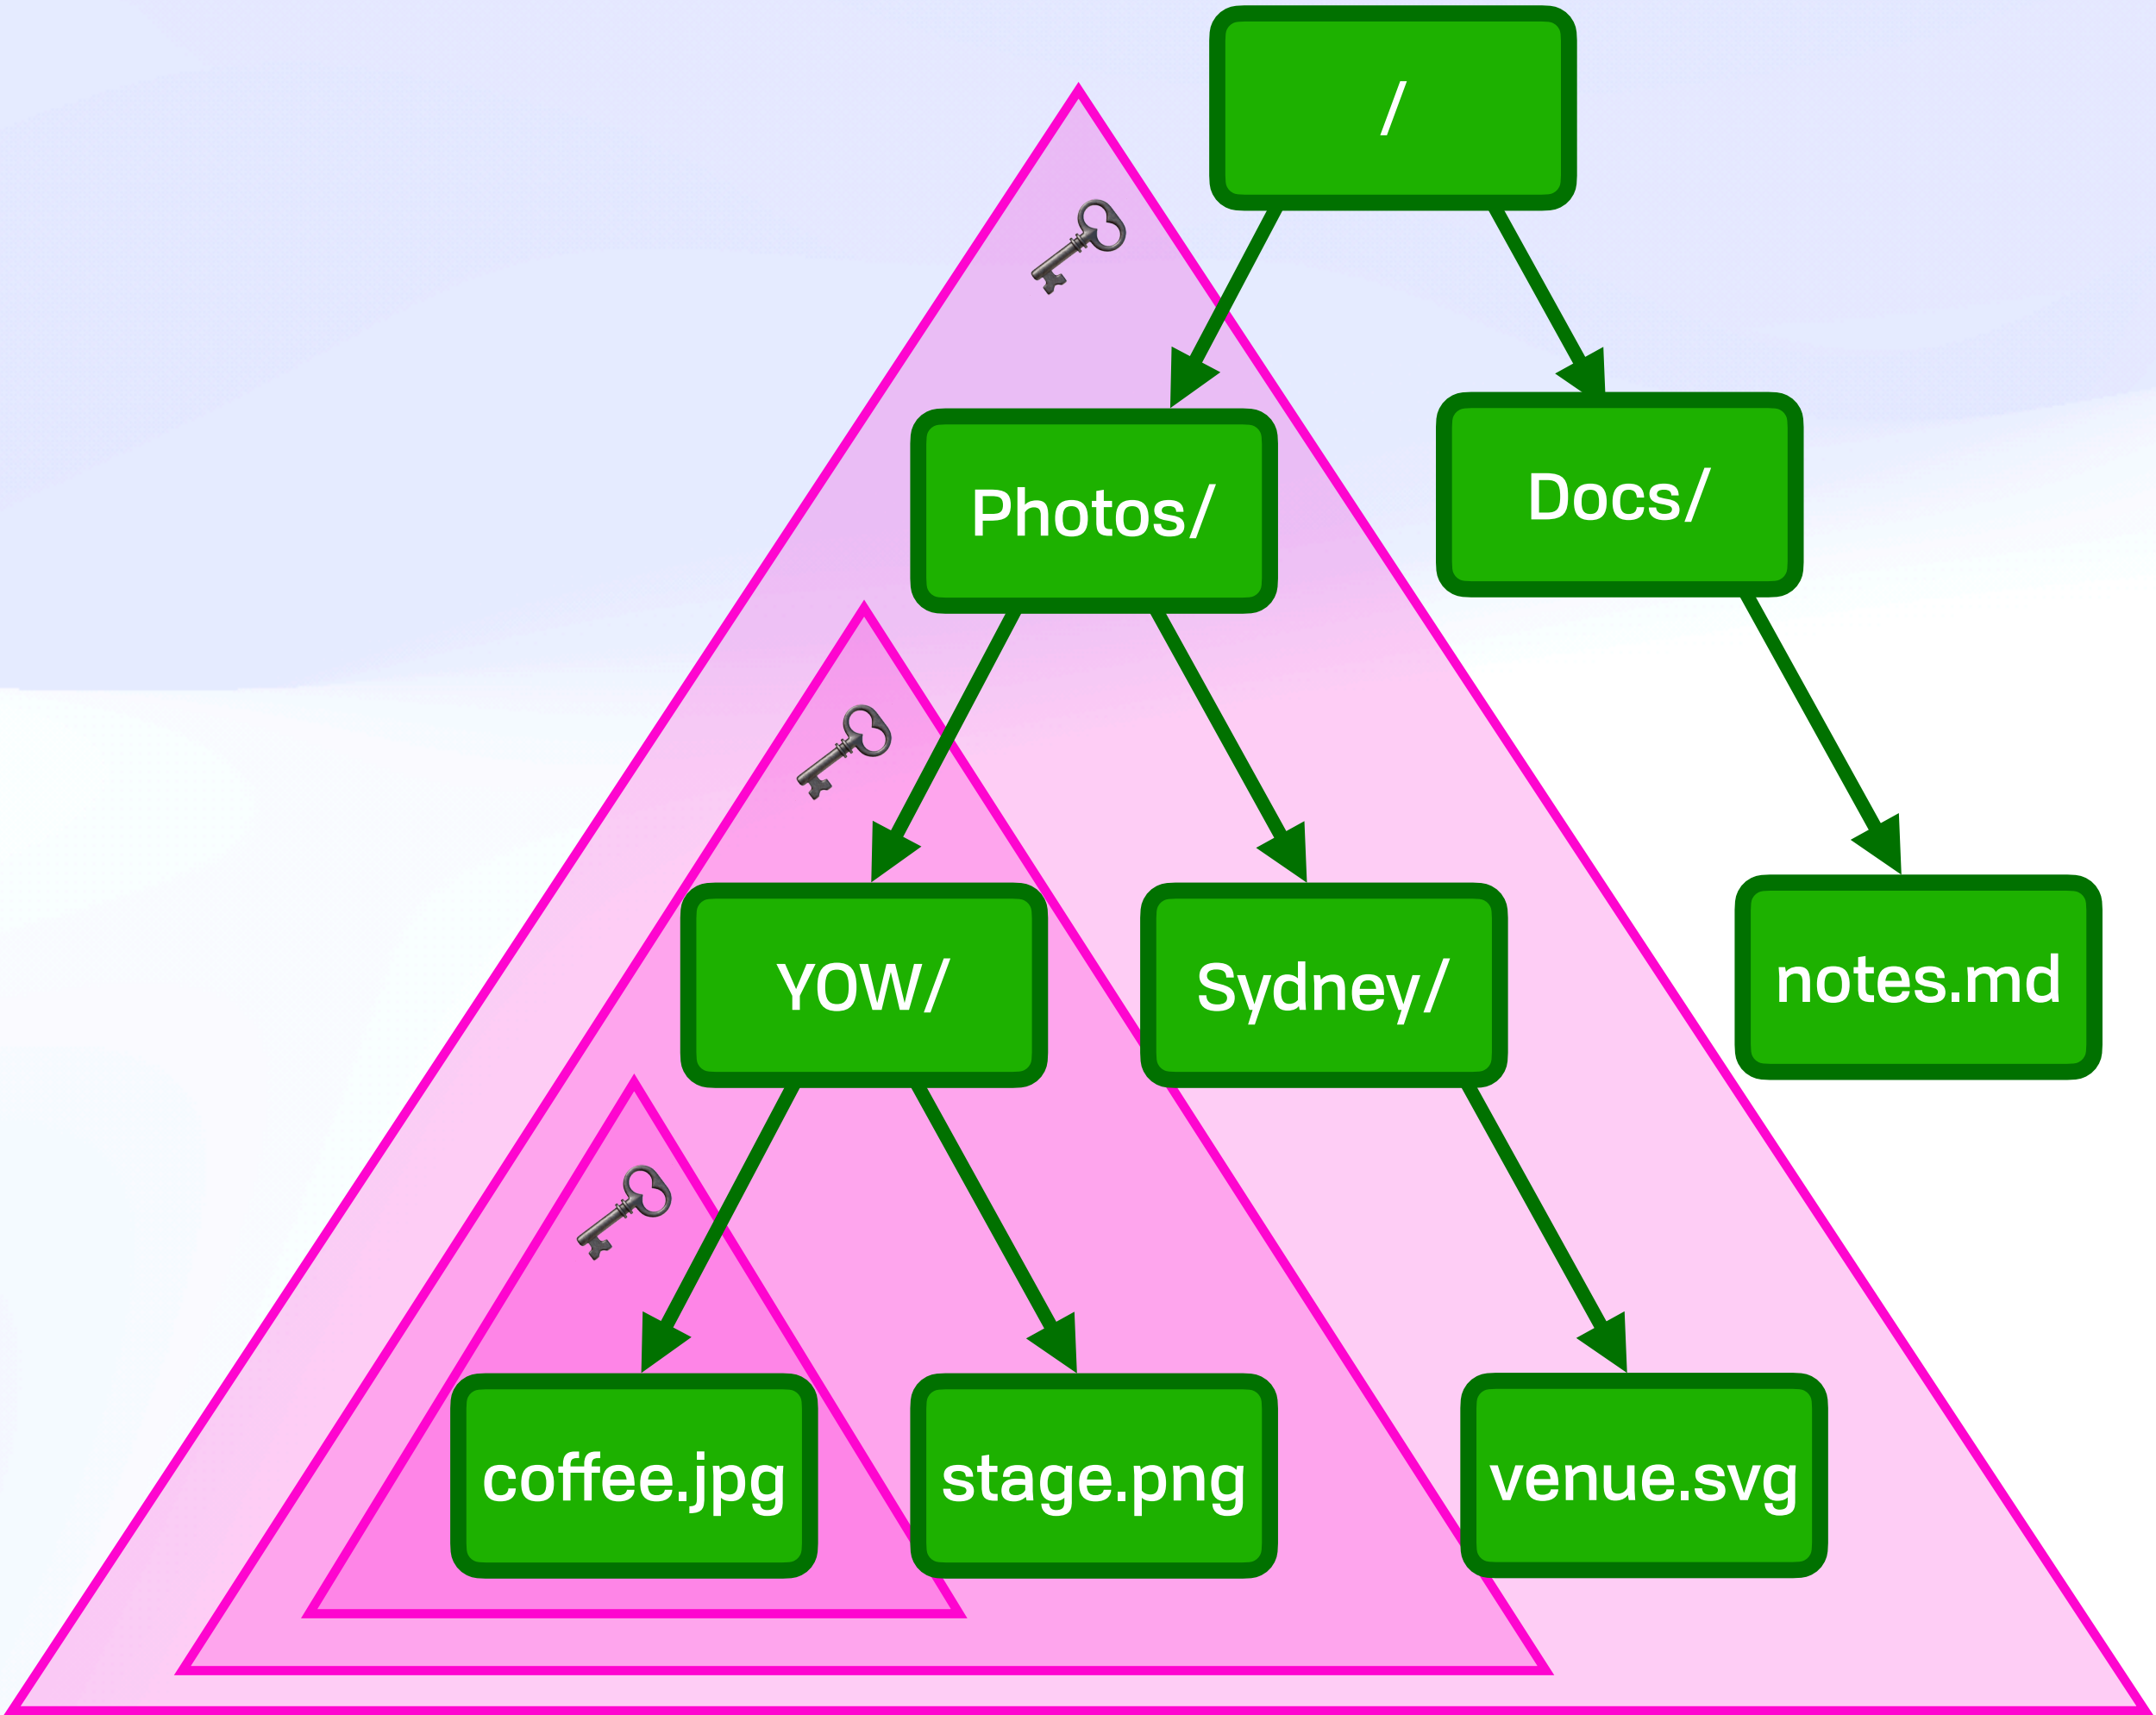 /
Photos/
Docs/
YOW/
Sydney/
notes.md
coffee.jpg
stage.png
venue.svg